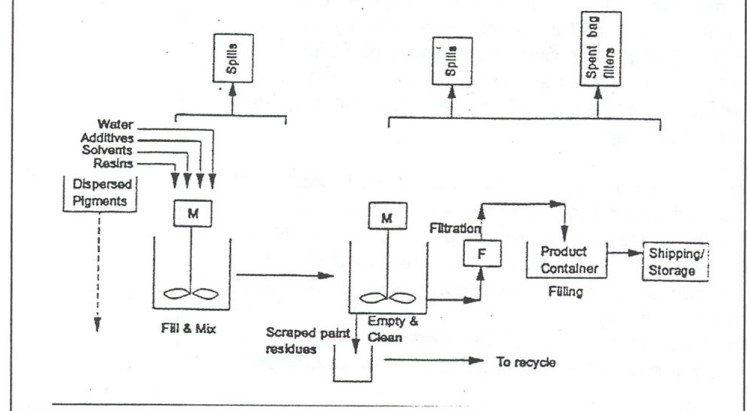 Spills
Spills
Spent bag
filters
Water
Additives
Solvents
Resins
Dispersed
Pigments
M
M
Filtration
F
Product
Container
Filling
Shipping/
Storage
Fill & Mix
Empty &
Clean
Scraped paint
residues
To recycle